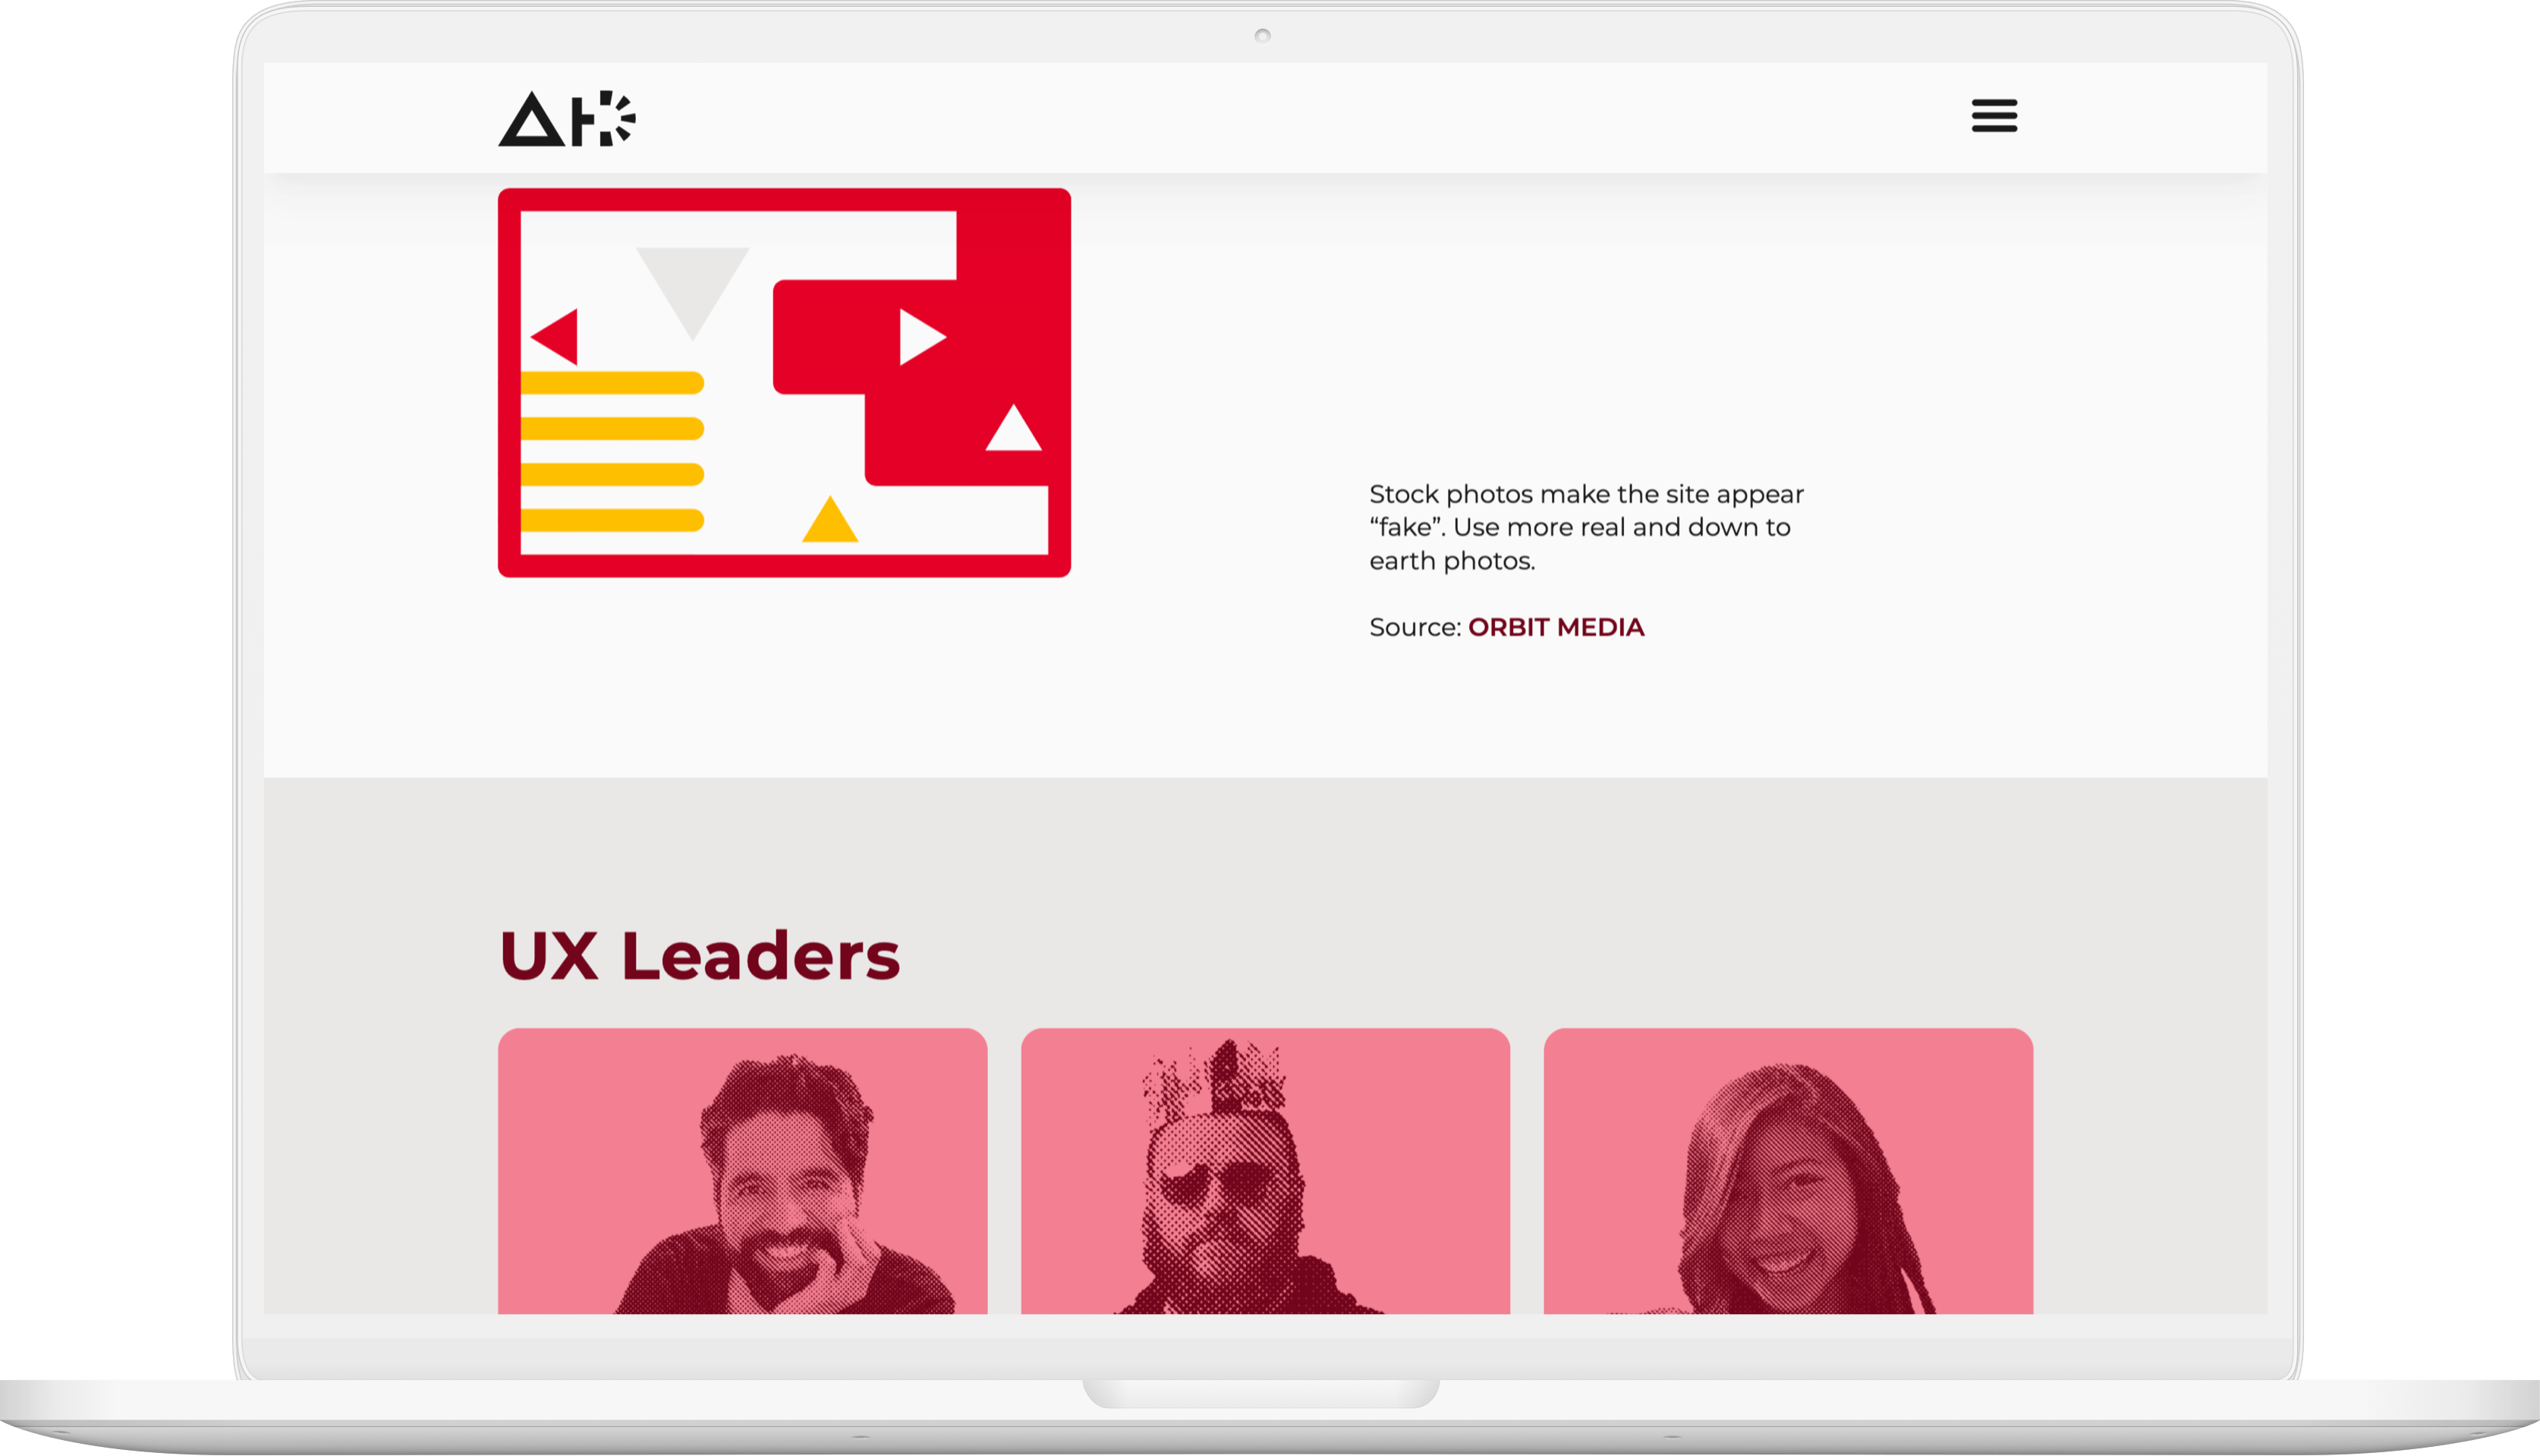 Stock photos make the site appear
“fake”. Use more real and down to
earth photos.
Source: ORBIT MEDIA
UX Leaders